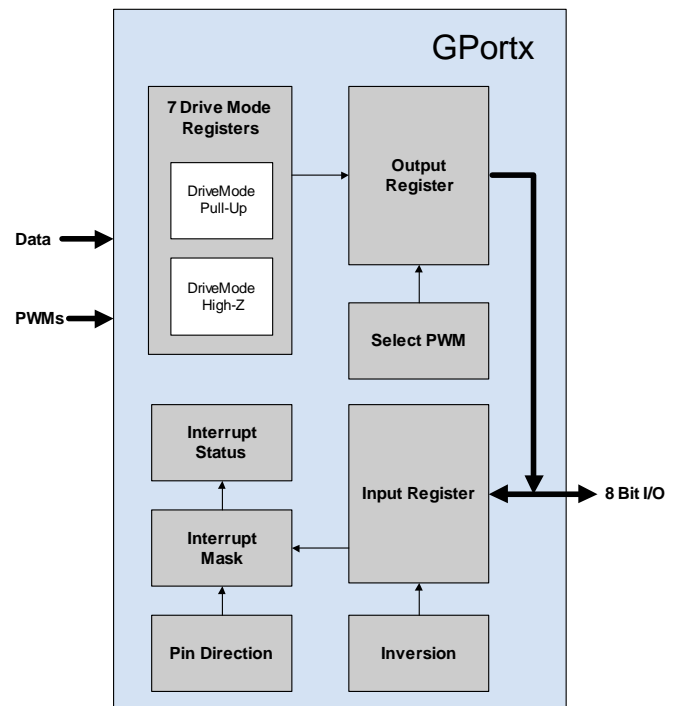 GPortx
7 Drive Mode
Registers
DriveMode
Pull-Up
DriveMode
High-Z
Output
Register
Select PWM
Data
PWMs
Interrupt
Status
Interrupt
Mask
Pin Direction
Input Register
Inversion
8 Bit I/O